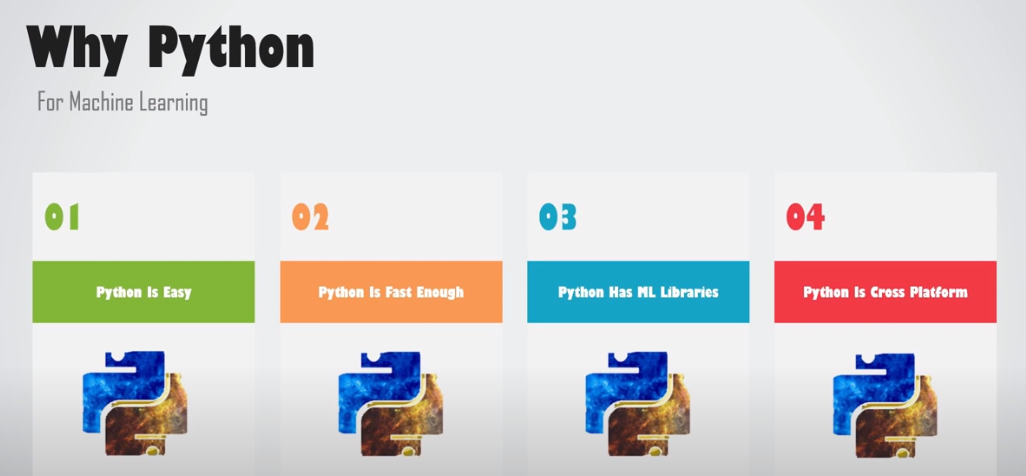 Why Python
For Machine Learning
01
Python Is Easy
02
Python Is Fast Enough
03
Python Has ML Libraries
04
Python Is Cross Platform